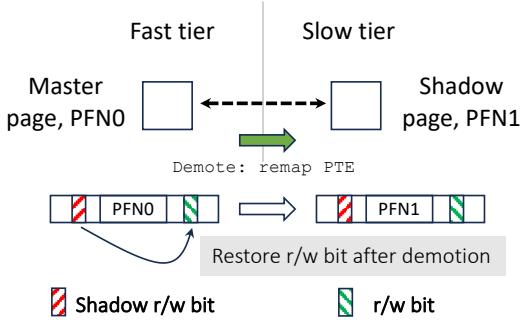 Fast tier
Slow tier
Master
page, PFN0
Shadow
page, PFN1
Demote: remap PTE
PFN0
PFN1
Restore r/w bit after demotion
Shadow r/w bit
r/w bit